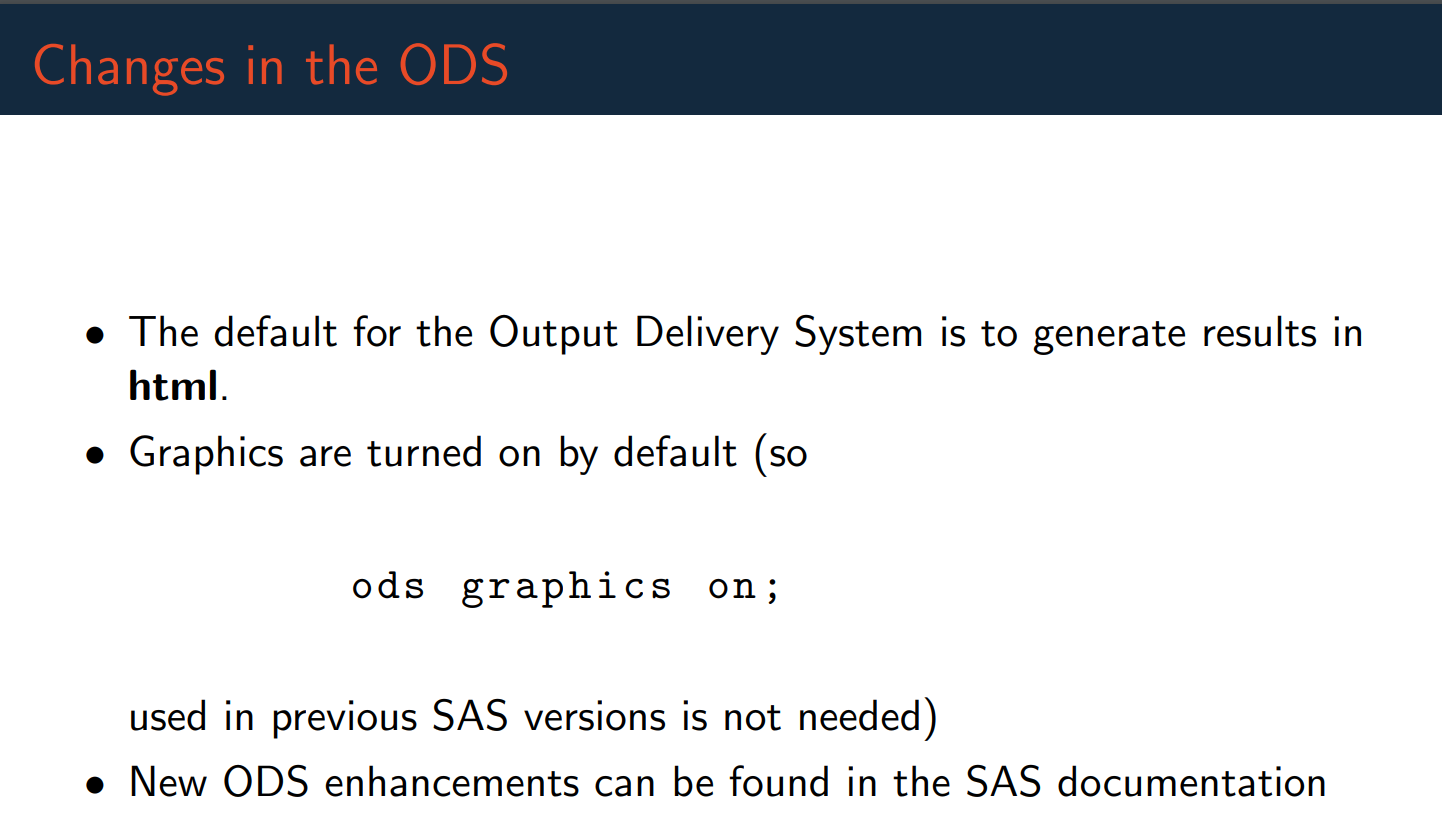 Changes in the ODS
• The default for the Output Delivery System is to generate results in
html.
• Graphics are turned on by default (so
ods graphics on;
used in previous SAS versions is not needed)
• New ODS enhancements can be found in the SAS documentation